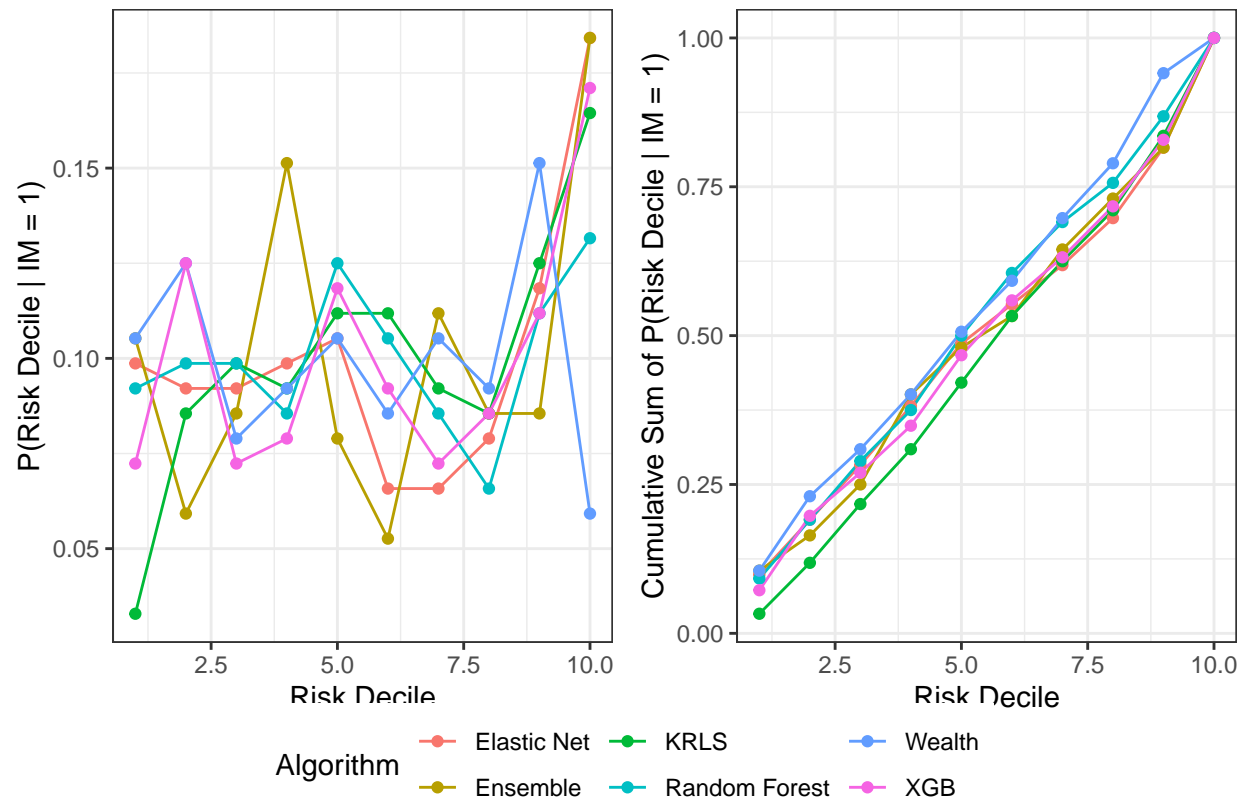 P(Risk Decile | IM = 1)
0.15
0.10
0.05
2.5
5.0
7.5
10.0
Risk Decile
Cumulative Sum of P(Risk Decile | IM = 1)
1.00
0.75
0.50
0.25
0.00
2.5
5.0
7.5
10.0
Risk Decile
Algorithm
Elastic Net
KRLS
Wealth
Ensemble
Random Forest
XGB